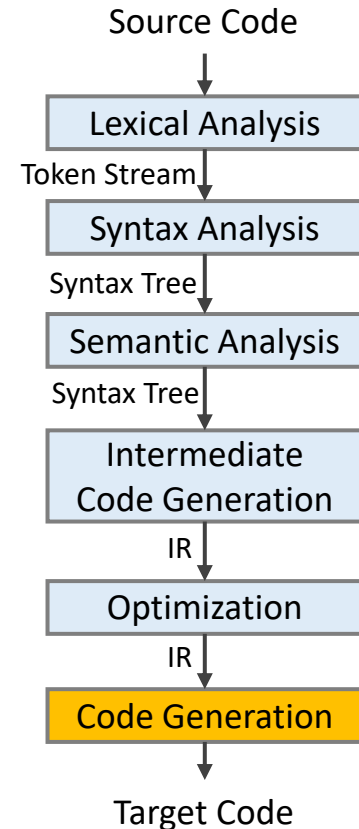 Source Code
Lexical Analysis
Token Stream
Syntax Analysis
Syntax Tree
Semantic Analysis
Syntax Tree
Intermediate
Code Generation
IR
Optimization
IR
Code Generation
Target Code